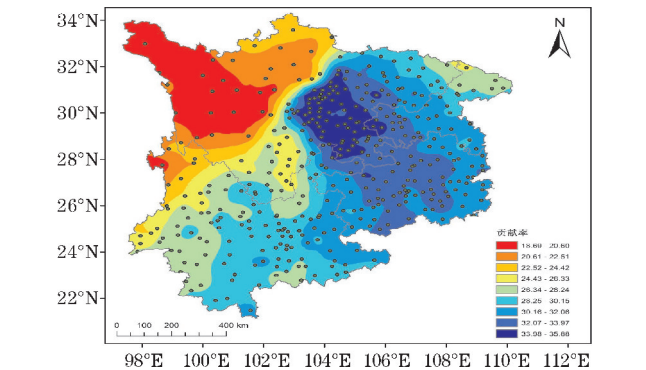 34°N
32°N
30°N
28°N
26°N
24°N
22°N
N
贡献率
18.69 - 20.60
20.61 - 22.51
22.52 - 24.42
24.43 - 26.33
26.34 - 28.24
28.25 - 30.15
30.16 - 32.06
32.07 - 33.97
33.98 - 35.88
0 100 200 400 km
98°E 100°E 102°E 104°E 106°E 108°E 110°E 112°E